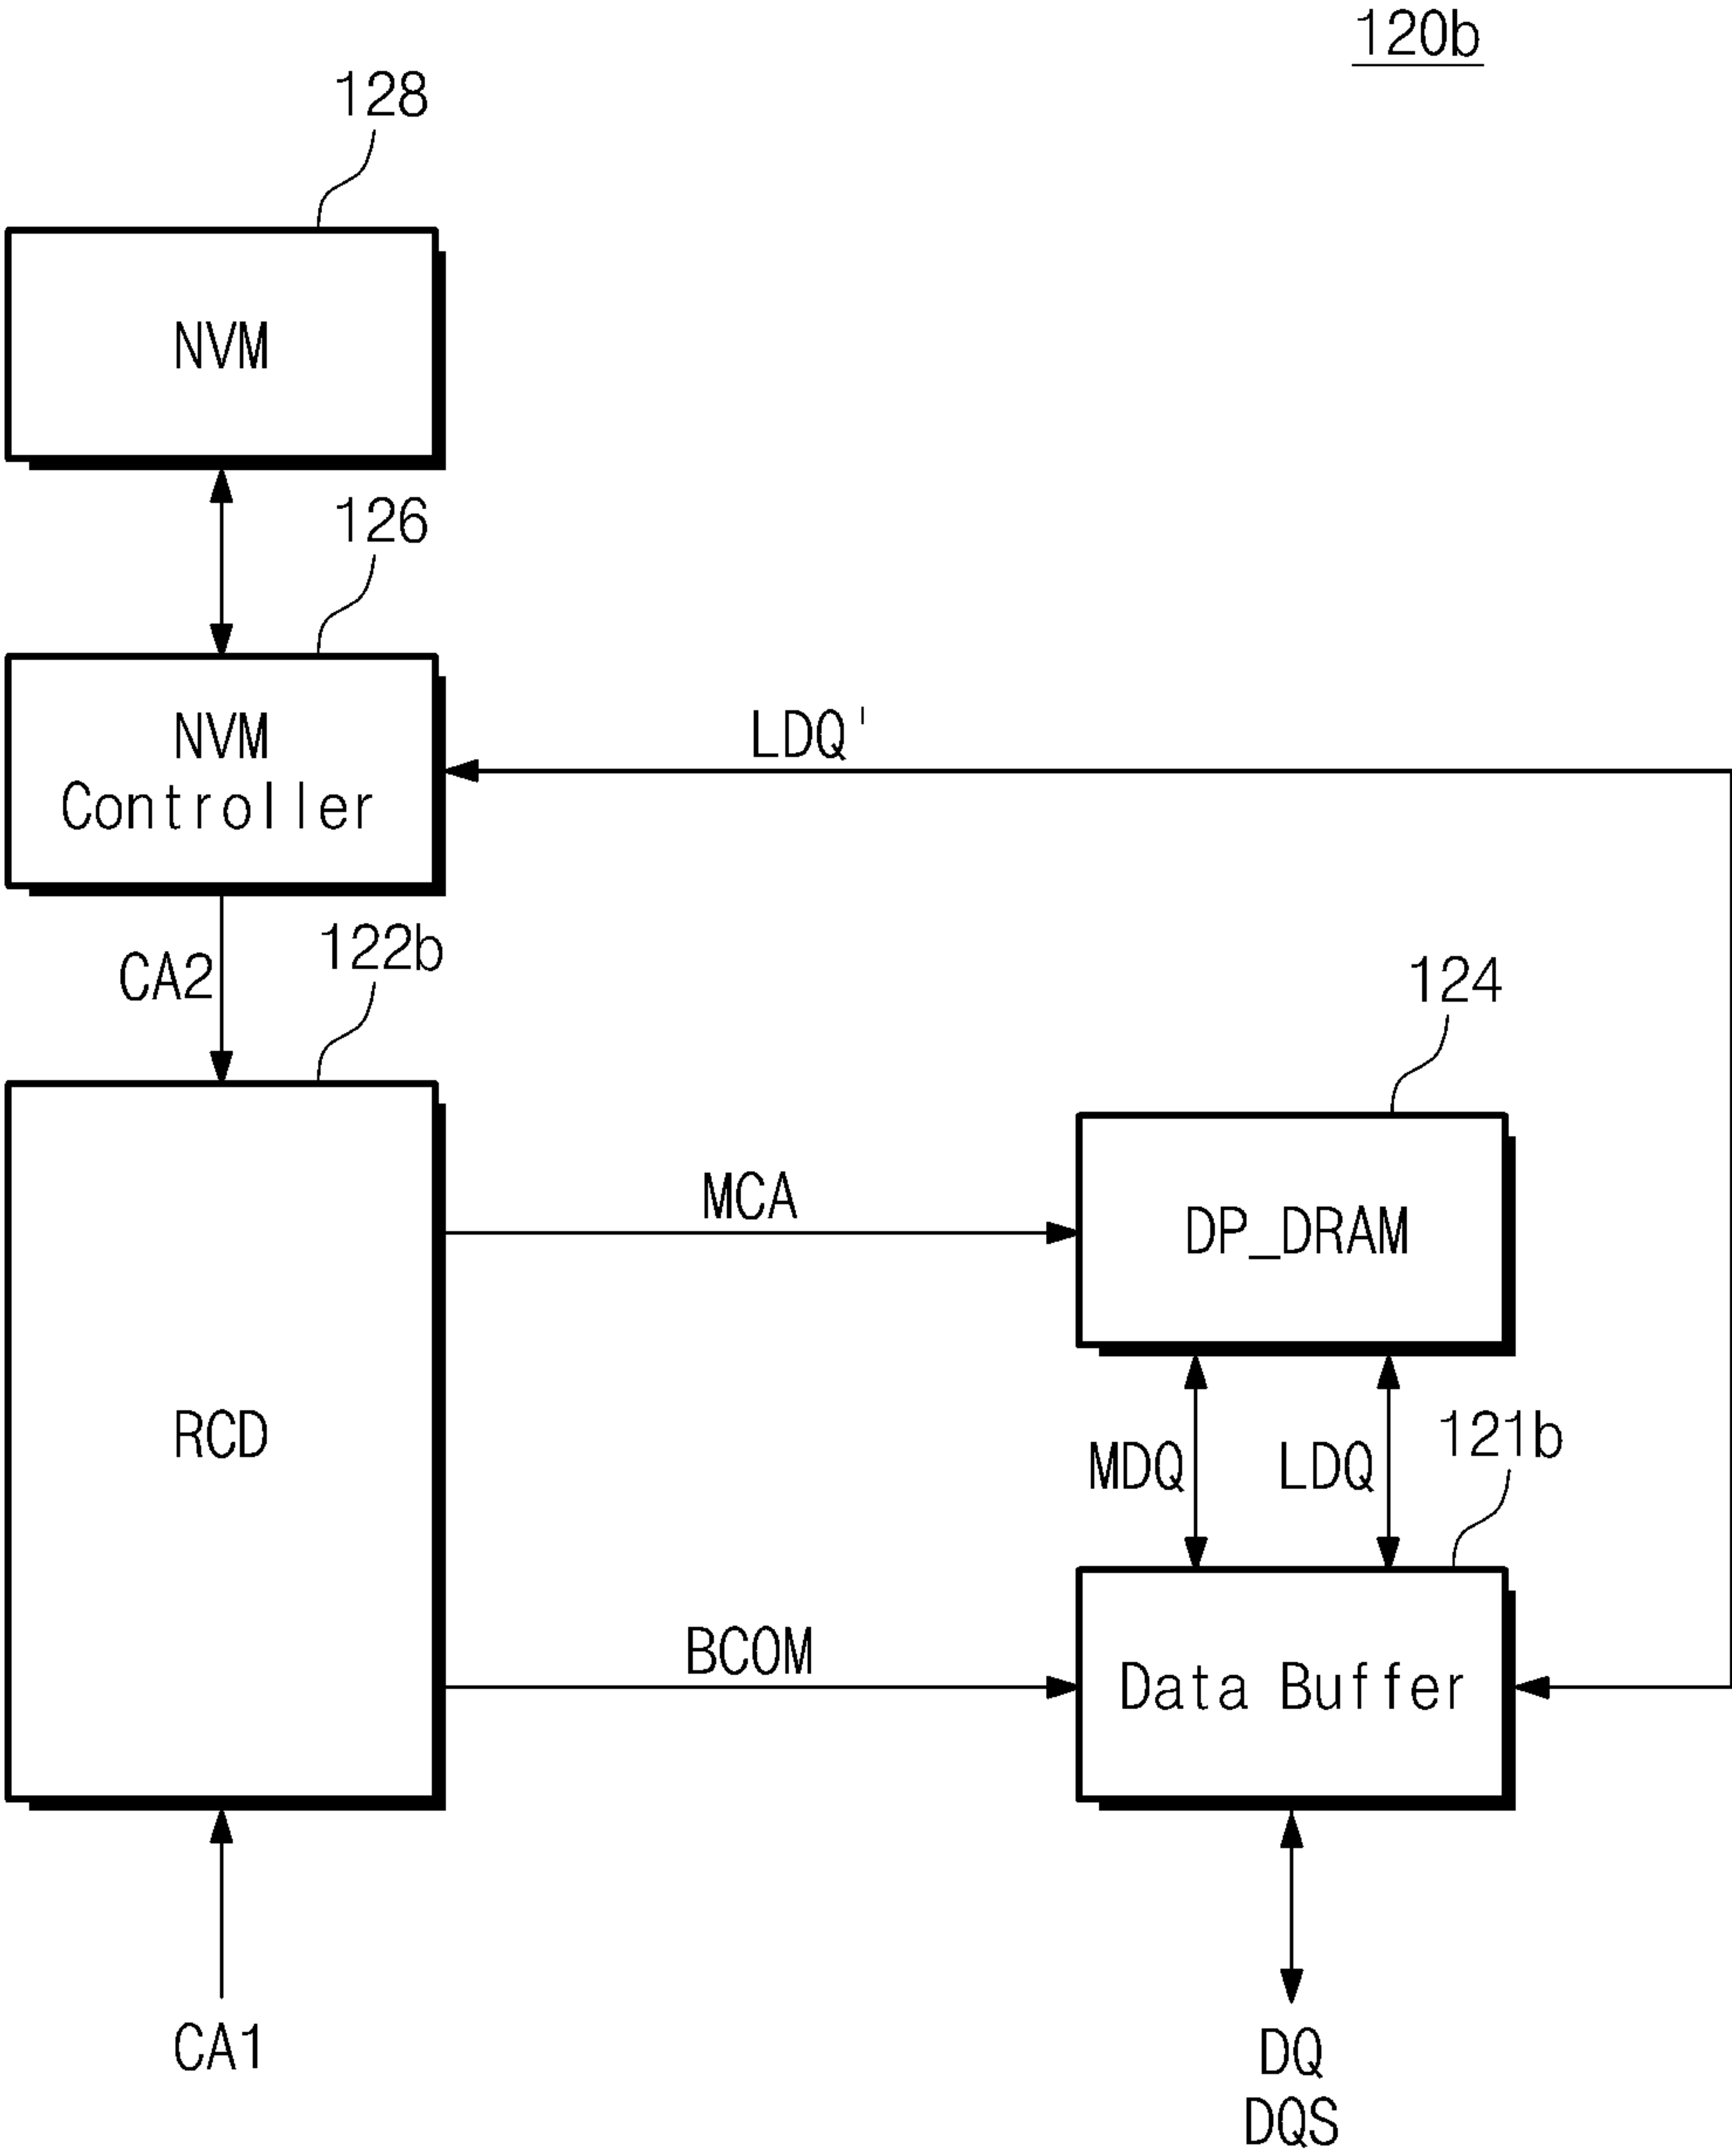 120b
128
NVM
126
NVM
Controller
LDQ'
CA2
122b
124
MCA
DP_DRAM
RCD
MDQ
LDQ
121b
BCOM
Data Buffer
CA1
DQ
DQS